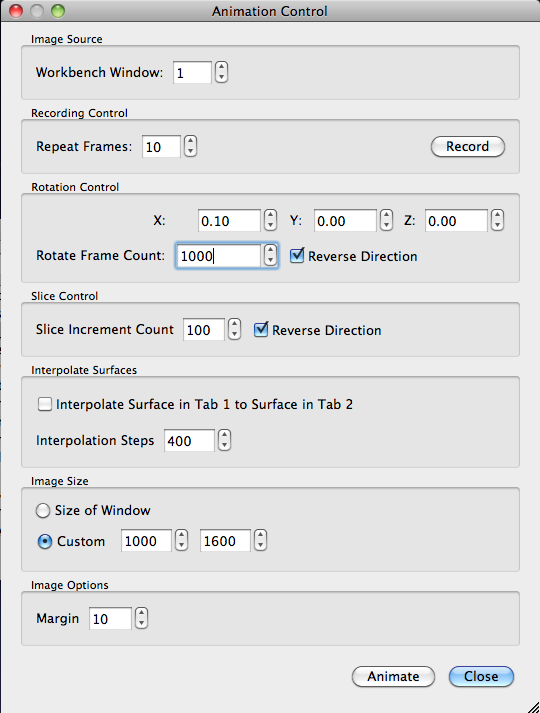 Animation Control
Image Source
Workbench Window: 1
Recording Control
Repeat Frames: 10 Record
Rotation Control
X: 0.10 Y: 0.00 Z: 0.00
Rotate Frame Count: 1000 Reverse Direction
Slice Control
Slice Increment Count 100 Reverse Direction
Interpolate Surfaces
Interpolate Surface in Tab 1 to Surface in Tab 2
Interpolation Steps 400
Image Size
Size of Window
Custom 1000 1600
Image Options
Margin 10
Animate Close